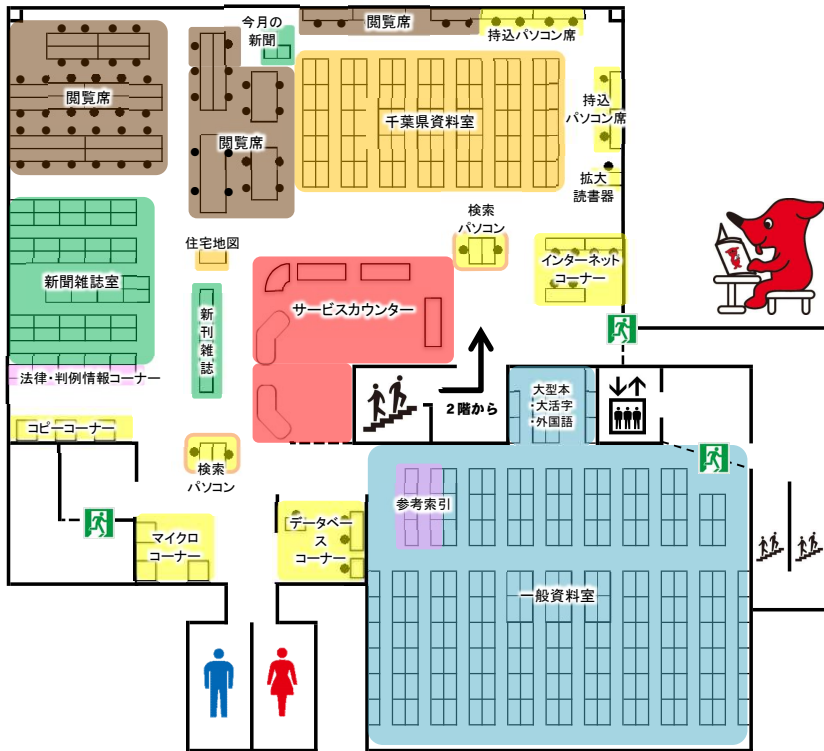 今月の
新聞
閲覧席
持込パソコン席
閲覧席
閲覧席
千葉県資料室
持込
パソコン席
拡大
読書器
検索
パソコン
住宅地図
インターネット
コーナー
新聞雑誌室
新刊雑誌
サービスカウンター
法律・判例情報コーナー
2階から
大型本
・大活字
・外国語
コピーコーナー
検索
パソコン
参考索引
マイクロ
コーナー
データベー
スコーナー
一般資料室